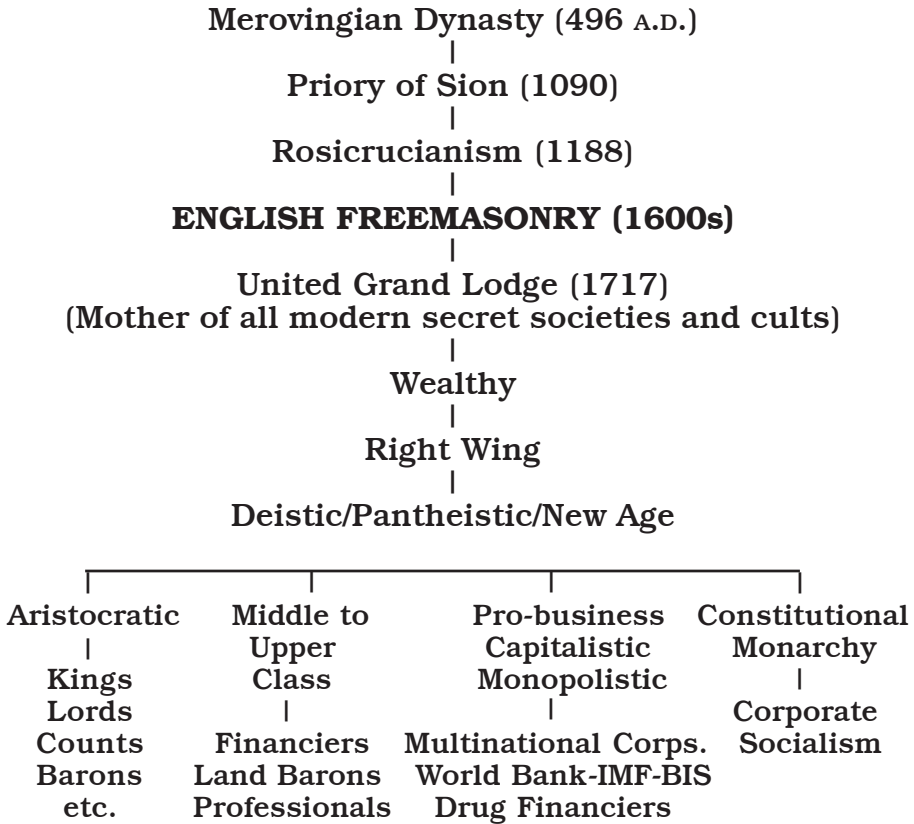 Merovingian Dynasty (496 A.D.)
Priory of Sion (1090)
Rosicrucianism (1188)
ENGLISH FREEMASONRY (1600s)
United Grand Lodge (1717)
(Mother of all modern secret societies and cults)
Wealthy
Right Wing
Deistic/Pantheistic/New Age
Aristocratic
Kings
Lords
Counts
Barons
etc.
Middle to
Upper
Class
Financiers
Land Barons
Professionals
Pro-business
Capitalistic
Monopolistic
Multinational Corps.
World Bank-IMF-BIS
Drug Financiers
Constitutional
Monarchy
Corporate
Socialism